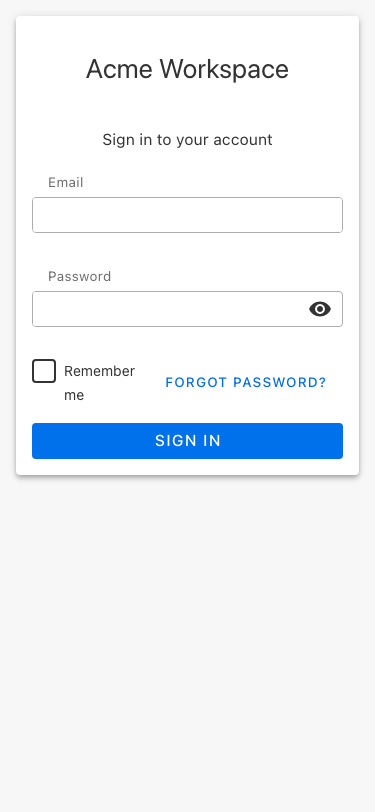 Acme Workspace
Sign in to your account
Email
Password
Remember
me
FORGOT PASSWORD?
SIGN IN